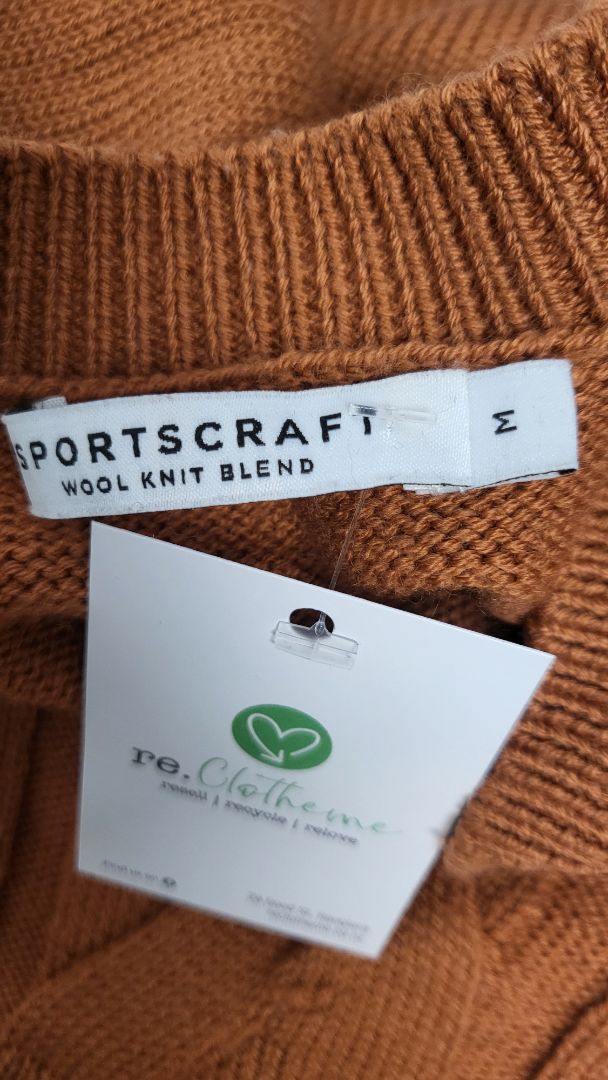 SPORTSCRAFT
WOOL KNIT BLEND
M
re.Clotheme
resell | recycle | relove